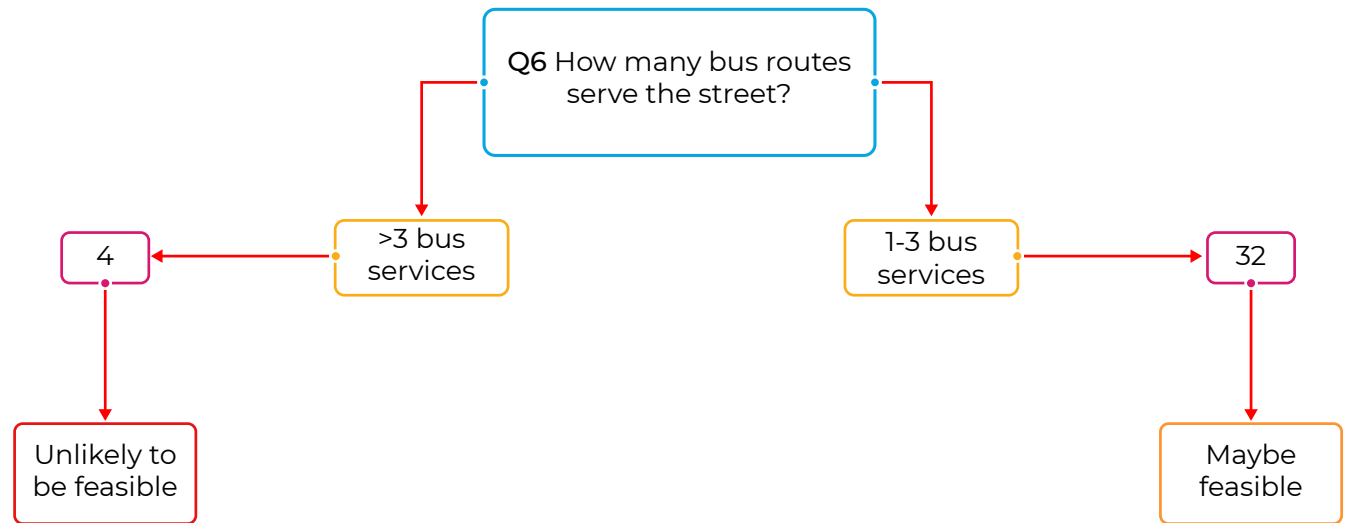 Q6 How many bus routes
serve the street?
>3 bus
services
1-3 bus
services
4
32
Unlikely to
be feasible
Maybe
feasible